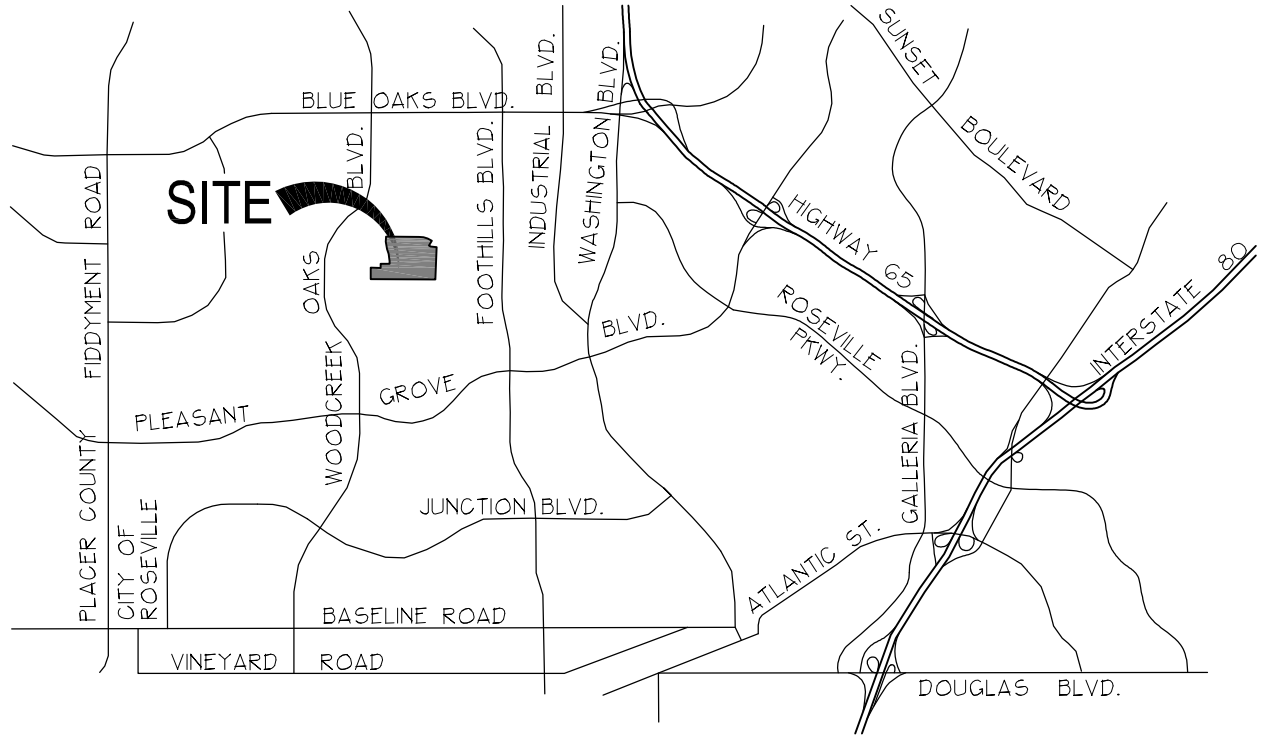 SUNSET
BOULEVARD
BLUE OAKS BLVD.
INDUSTRIAL BLVD.
WASHINGTON BLVD.
FOOTHILLS BLVD.
WOODCREEK OAKS BLVD.
FIDDYMENT ROAD
SITE
HIGHWAY 65
INTERSTATE 80
ROSEVILLE
PKWY.
GALLERIA BLVD.
PLEASANT GROVE BLVD.
JUNCTION BLVD.
ATLANTIC ST.
PLACER COUNTY
CITY OF
ROSEVILLE
BASELINE ROAD
VINEYARD ROAD
DOUGLAS BLVD.